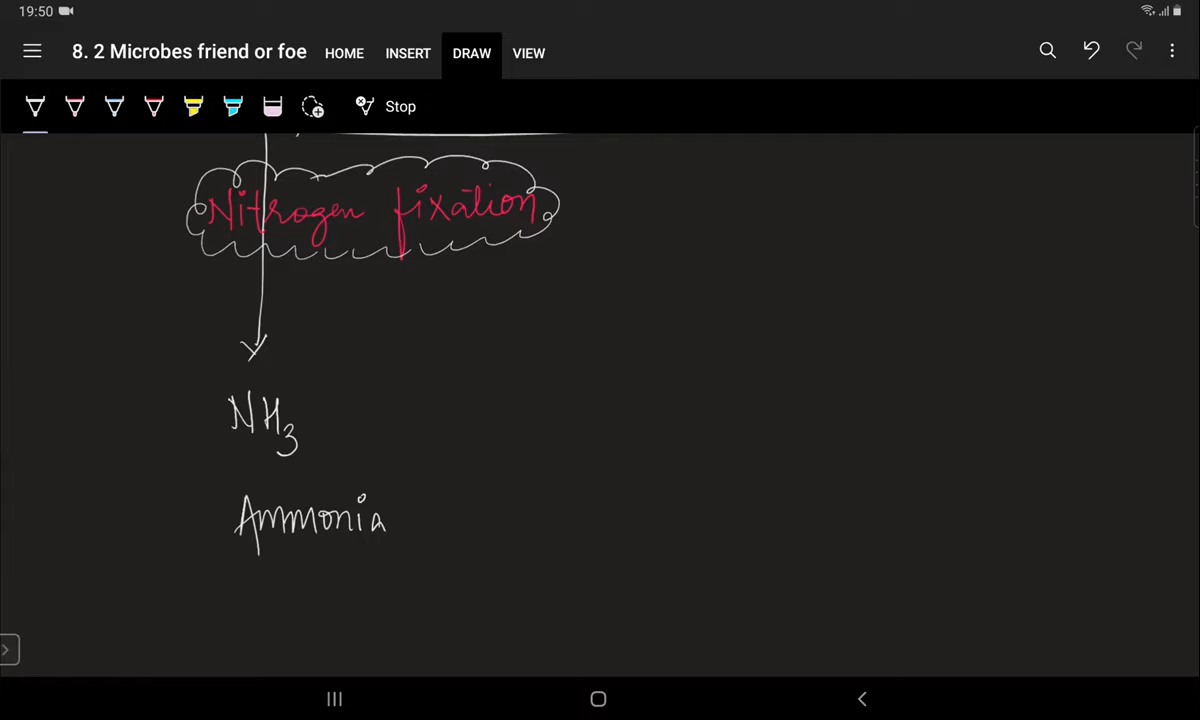 19:50
8. 2 Microbes friend or foe HOME INSERT DRAW VIEW
Stop
Nitrogen fixation
NH3
Ammonia